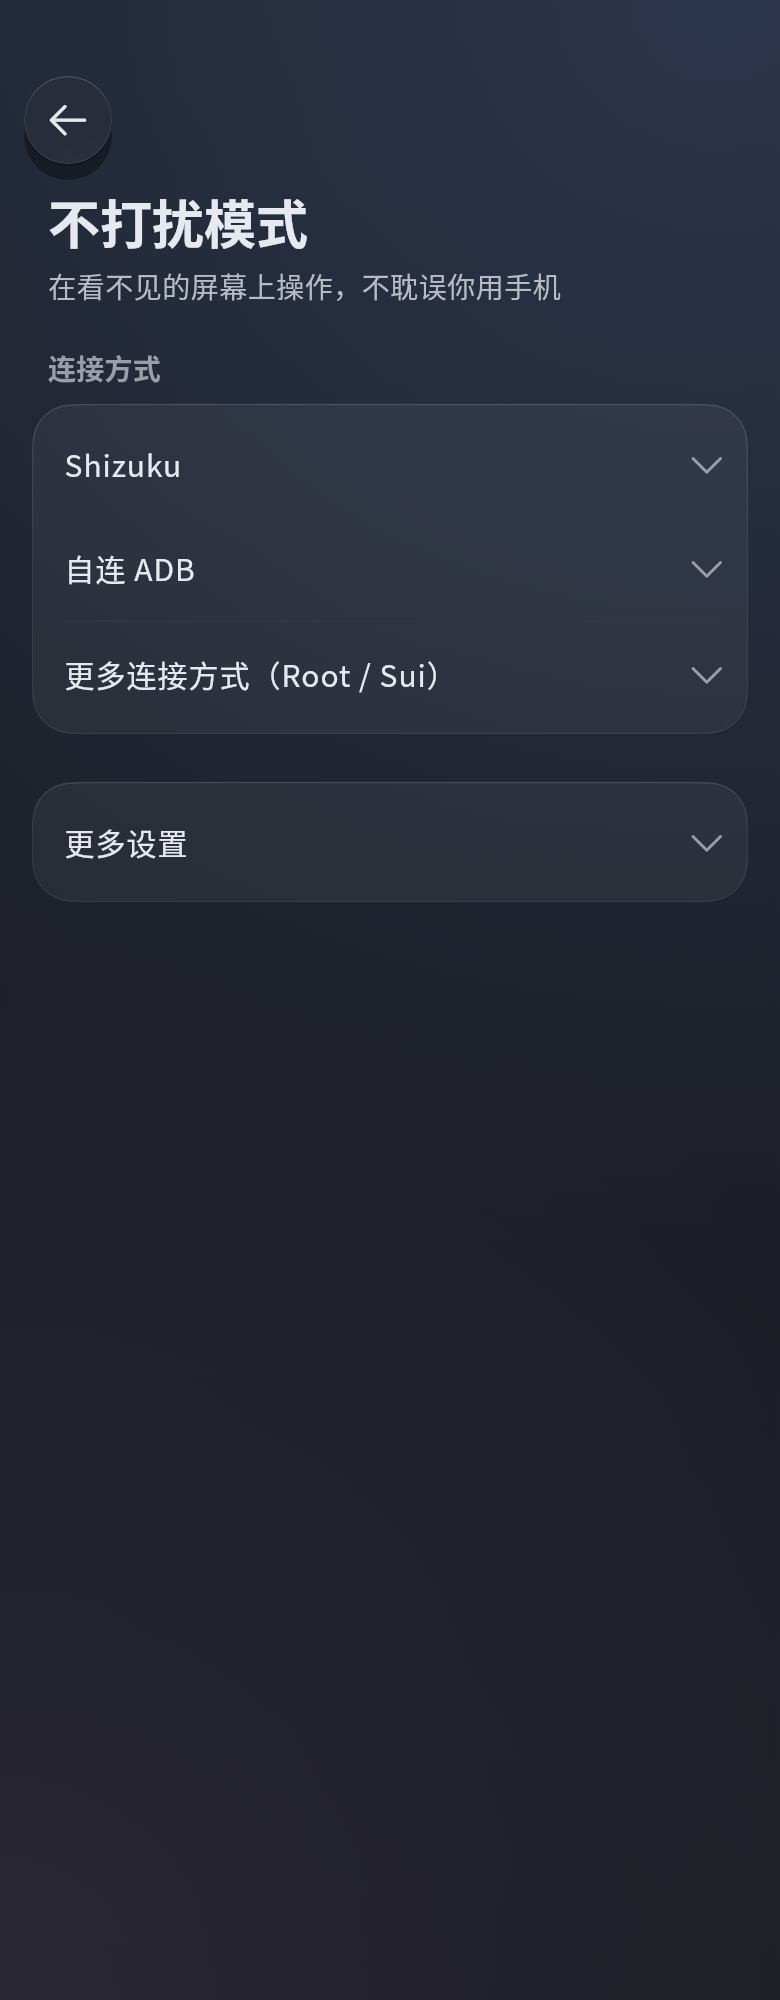 不打扰模式
在看不见的屏幕上操作，不耽误你用手机
连接方式
Shizuku
自连 ADB
更多连接方式（Root / Sui）
更多设置